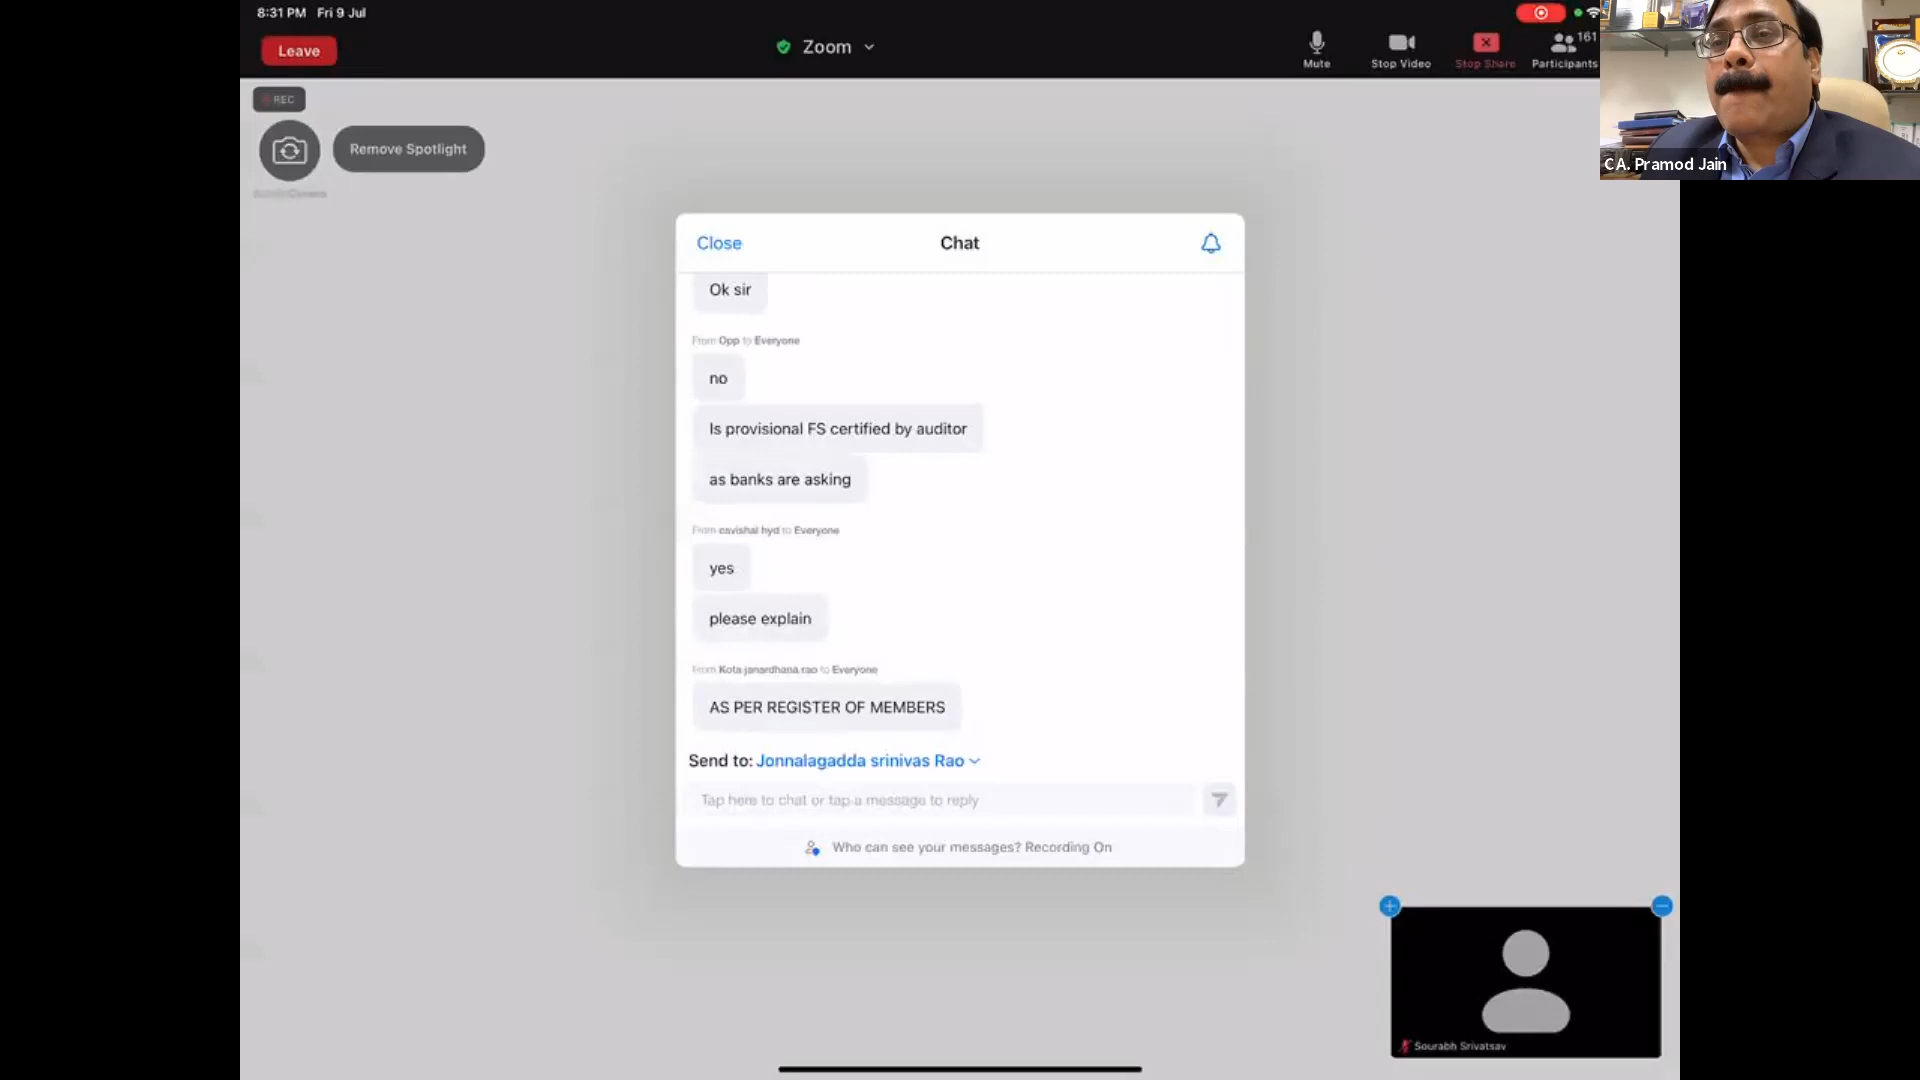 8:31 PM Fri 9 Jul
Leave
Zoom
Mute
Stop Video
Stop Share
161
Participants
CA. Pramod Jain
REC
Remove Spotlight
Close
Chat
Ok sir
From Opp to Everyone
no
Is provisional FS certified by auditor
as banks are asking
From cavishal hyd to Everyone
yes
please explain
From Kota janardhana rao to Everyone
AS PER REGISTER OF MEMBERS
Send to: Jonnalagadda srinivas Rao
Tap here to chat or tap a message to reply
Who can see your messages? Recording On
Sourabh Srivatsav